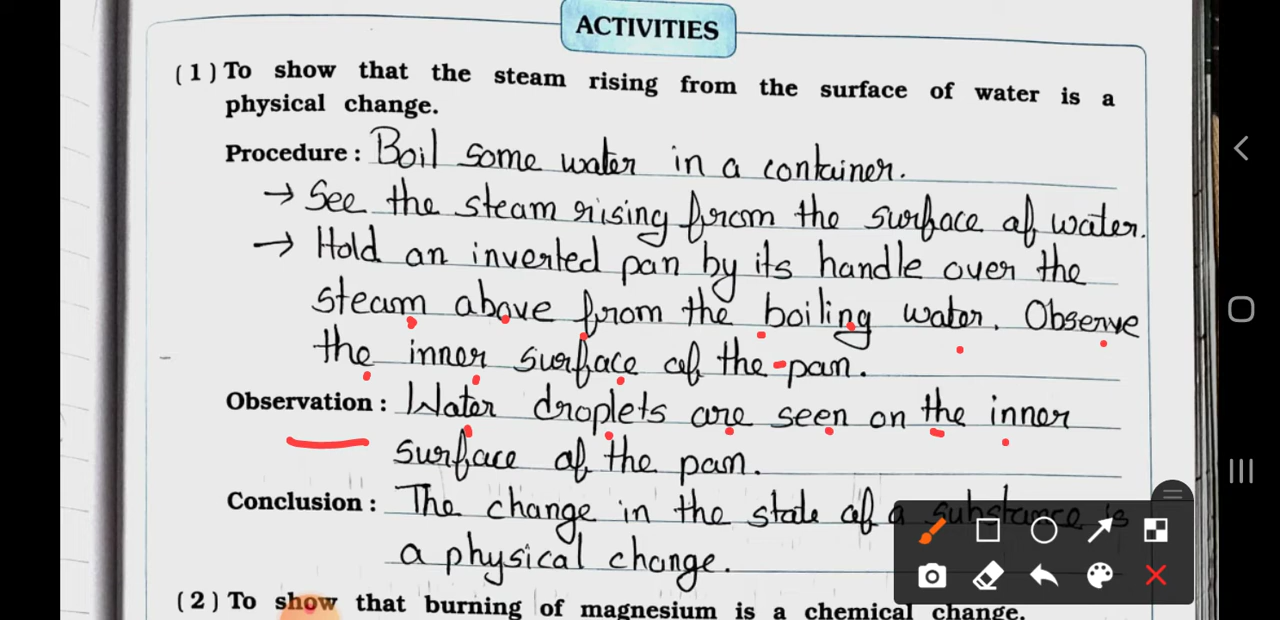 ACTIVITIES
(1) To show that the steam rising from the surface of water is a
physical change.
Procedure : Boil some water in a container.
→ See the steam rising from the surface of water.
→ Hold an inverted pan by its handle over the
steam above from the boiling water. Observe
the inner surface of the pan.
Observation : Water droplets are seen on the inner
surface of the pan.
Conclusion : The change in the state of a substance is
a physical change.
(2) To show that burning of magnesium is a chemical change.